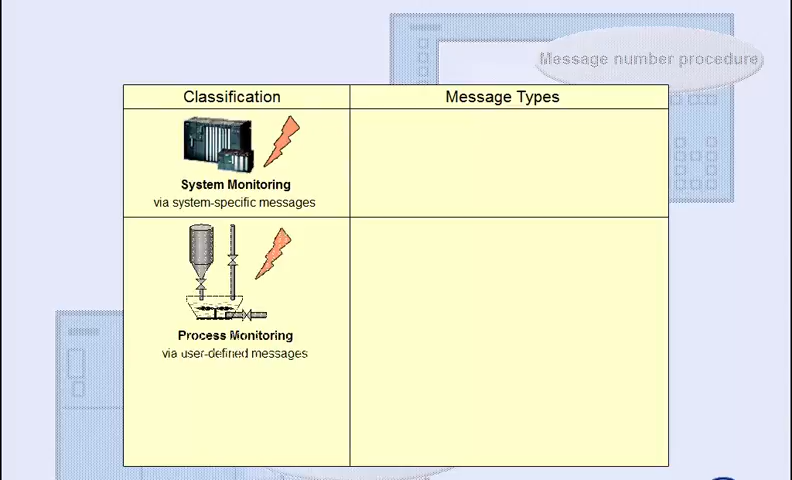 Message number procedure
Classification
Message Types
System Monitoring
via system-specific messages
Process Monitoring
via user-defined messages